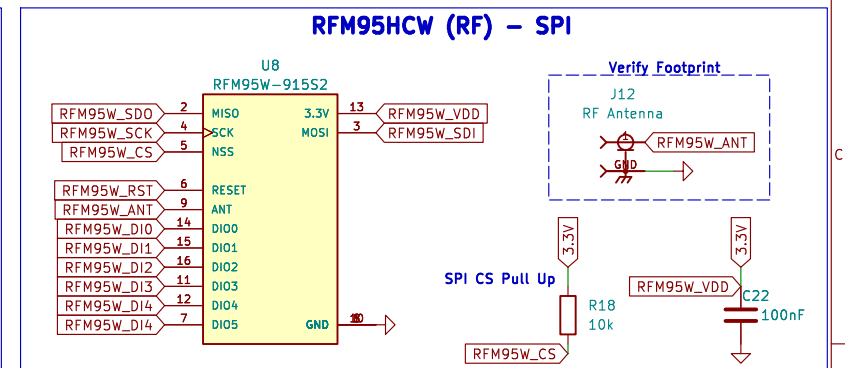 RFM95HCW (RF) - SPI
U8
RFM95W-915S2
RFM95W_SDO 2 MISO 3.3V 13 RFM95W_VDD
RFM95W_SCK 4 SCK MOSI 3 RFM95W_SDI
RFM95W_CS 5 NSS
RFM95W_RST 6 RESET
RFM95W_ANT 9 ANT
RFM95W_DI0 14 DIO0
RFM95W_DI1 15 DIO1
RFM95W_DI2 16 DIO2
RFM95W_DI3 11 DIO3
RFM95W_DI4 12 DIO4
RFM95W_DI4 7 DIO5 GND
Verify Footprint
J12
RF Antenna
1 RFM95W_ANT
GND
SPI CS Pull Up
3.3V
R18
10k
RFM95W_CS
3.3V
RFM95W_VDD
C22
100nF
C